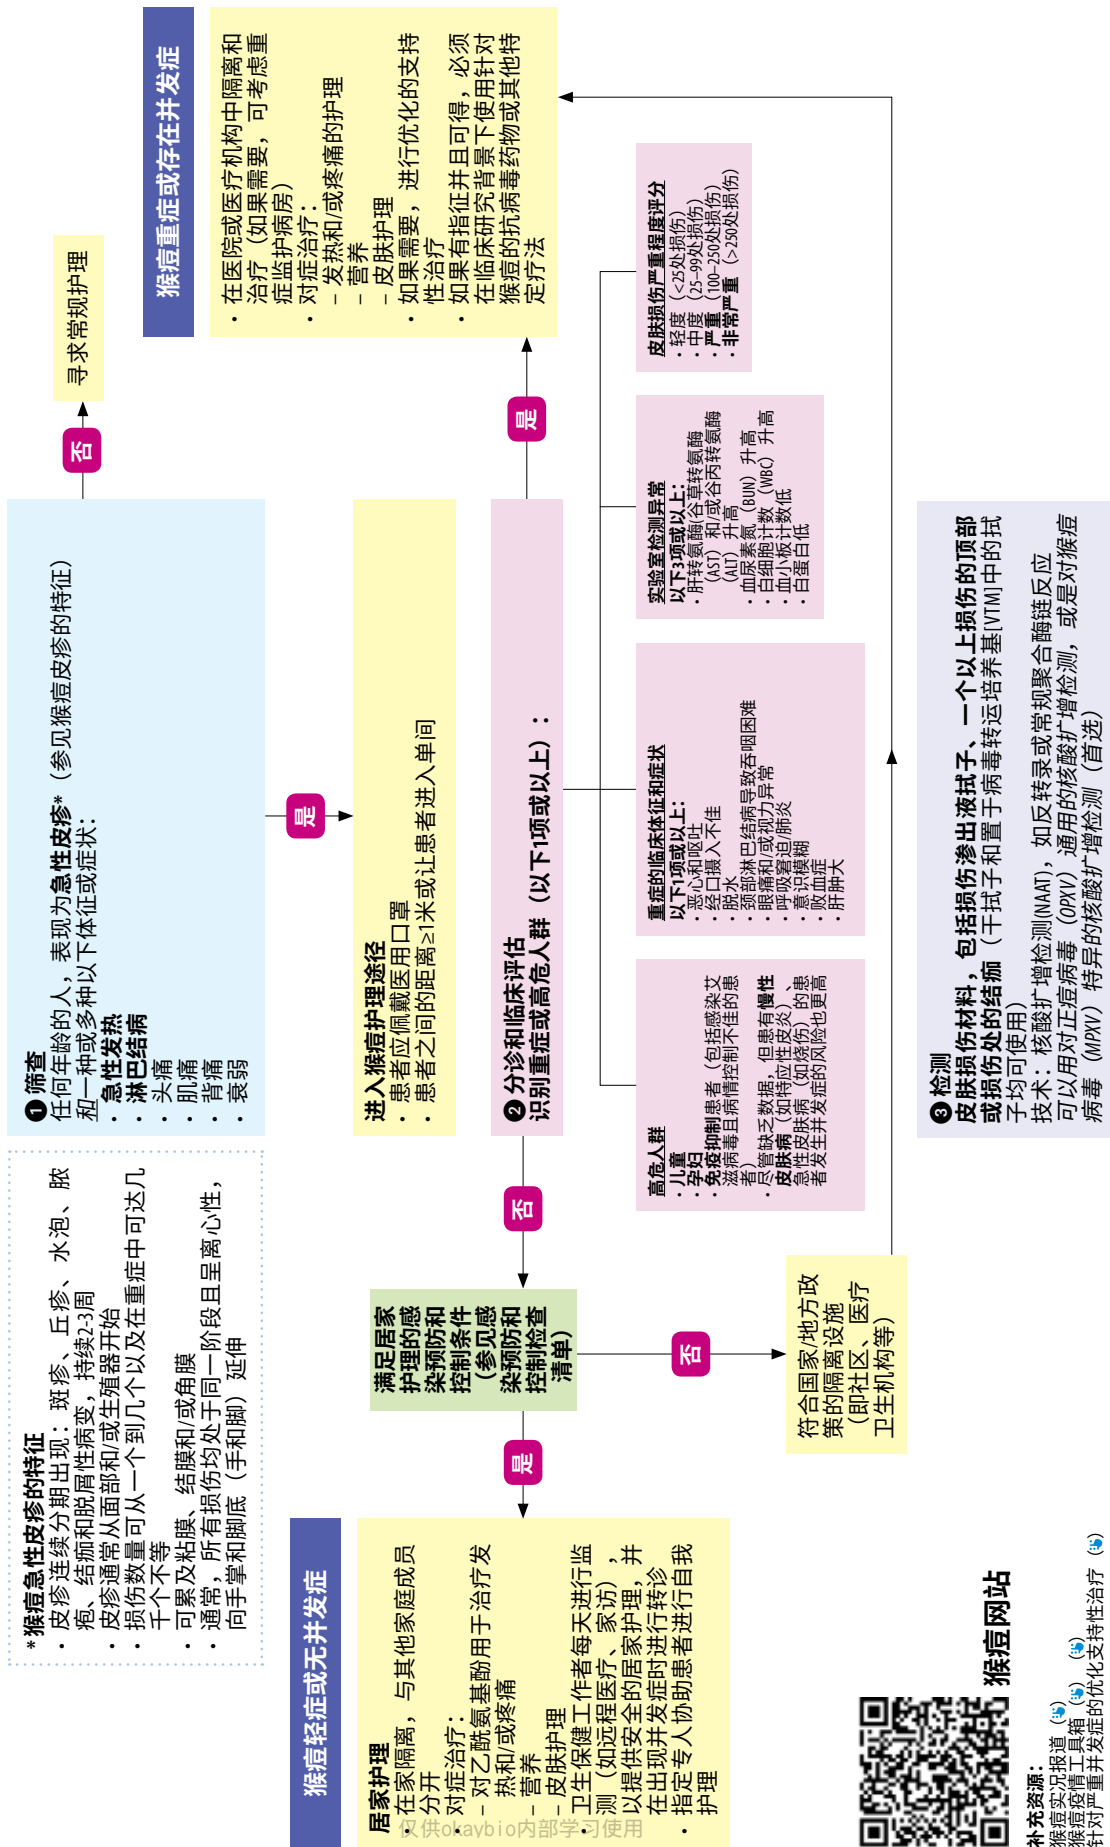 *猴痘急性皮疹的特征
· 皮疹连续分期出现：斑疹、丘疹、水泡、脓
疱、结痂和脱屑性病变，持续2-3周
· 皮疹通常从面部和/或生殖器开始
· 损伤数量可从一个到几个以及在重症中可达几
千个不等
· 可累及粘膜、结膜和/或角膜
· 通常，所有损伤均处于同一阶段且呈离心性，
向手掌和脚底（手和脚）延伸
❶ 筛查
任何年龄的人，表现为急性皮疹*（参见猴痘皮疹的特征）
和一种或多种以下体征或症状：
· 急性发热
· 淋巴结病
· 头痛
· 肌痛
· 背痛
· 衰弱
否
寻求常规护理
是
进入猴痘护理途径
· 患者应佩戴医用口罩
· 患者之间的距离≥1米或让患者进入单间
❷ 分诊和临床评估
识别重症或高危人群（以下1项或以上）：
否
是
猴痘轻症或无并发症
居家护理
· 在家隔离，与其他家庭成员
分开
· 对症治疗：
– 对乙酰氨基酚用于治疗发
热和/或疼痛
– 营养
– 皮肤护理
· 卫生保健工作者每天进行监
测（如远程医疗、家访），
以提供安全的居家护理，并
在出现并发症时进行转诊
· 指定专人协助患者进行自我
护理
是
满足居家
护理的感
染预防和
控制条件
（参见感
染预防和
控制检查
清单）
否
符合国家/地方政
策的隔离设施
（即社区、医疗
卫生机构等）
猴痘重症或存在并发症
· 在医院或医疗机构中隔离和
治疗（如果需要，可考虑重
症监护病房）
· 对症治疗：
– 发热和/或疼痛的护理
– 营养
– 皮肤护理
· 如果需要，进行优化的支持
性治疗
· 如果有指征并且可得，必须
在临床研究背景下使用针对
猴痘的抗病毒药物或其他特
定疗法
高危人群
· 儿童
· 孕妇
· 免疫抑制患者（包括感染艾
滋病毒且病情控制不佳的患
者）
· 尽管缺乏数据，但患有慢性
皮肤病（如特应性皮炎）、
急性皮肤病（如烧伤）的患
者发生并发症的风险也更高
重症的临床体征和症状
以下1项或以上：
· 恶心和呕吐
· 经口摄入不佳
· 脱水
· 颈部淋巴结病导致吞咽困难
· 眼痛和/或视力异常
· 呼吸窘迫/肺炎
· 意识模糊
· 败血症
· 肝肿大
实验室检测异常
以下3项或以上：
· 肝转氨酶(谷草转氨酶
（AST）和/或谷丙转氨酶
（ALT）升高
· 血尿素氮（BUN）升高
· 白细胞计数（WBC）升高
· 血小板计数低
· 白蛋白低
皮肤损伤严重程度评分
· 轻度（<25处损伤）
· 中度（25-99处损伤）
· 严重（100-250处损伤）
· 非常严重（>250处损伤）
❸ 检测
皮肤损伤材料，包括损伤渗出液拭子、一个以上损伤的顶部
或损伤处的结痂（干拭子和置于病毒转运培养基[VTM]中的拭
子均可使用）
技术：核酸扩增检测(NAAT)，如反转录或常规聚合酶链反应
可以用对正痘病毒（OPXV）通用的核酸扩增检测，或是对猴痘
病毒（MPXV）特异的核酸扩增检测（首选）
猴痘网站
补充资源：
猴痘实况报道（）
猴痘疫情工具箱（）（）
针对严重并发症的优化支持性治疗（）
仅供okaybio内部学习使用